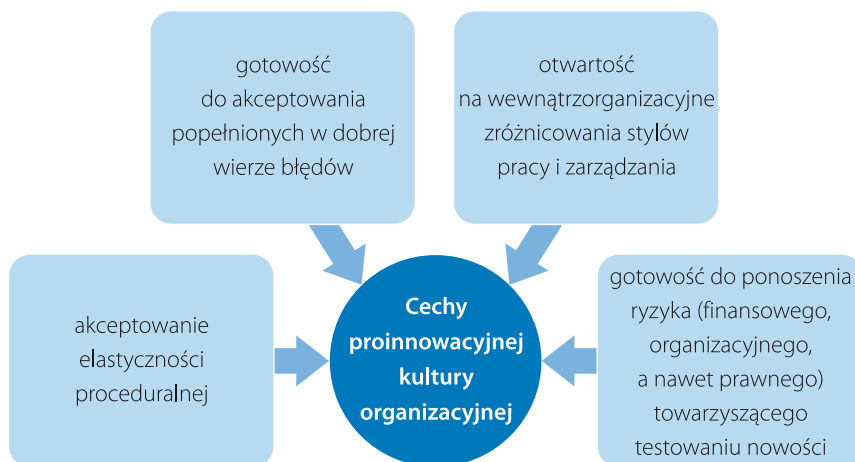 gotowość
do akceptowania
popełnionych w dobrej
wierze błędów
otwartość
na wewnątrzorganizacyjne
zróżnicowania stylów
pracy i zarządzania
akceptowanie
elastyczności
proceduralnej
Cechy
proinnowacyjnej
kultury
organizacyjnej
gotowość do ponoszenia
ryzyka (finansowego,
organizacyjnego,
a nawet prawnego)
towarzyszącego
testowaniu nowości